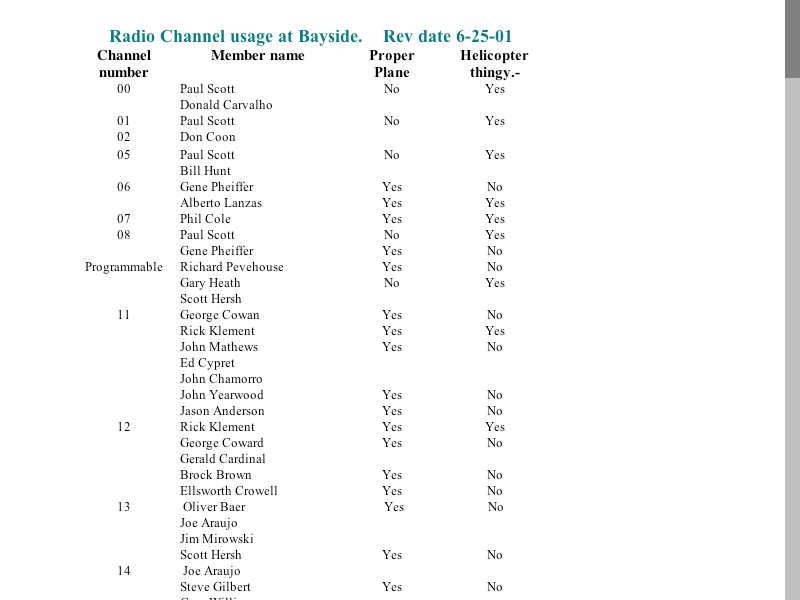 Radio Channel usage at Bayside. Rev date 6-25-01
Channel number Member name Proper Plane Helicopter thingy.-
00 Paul Scott No Yes
Donald Carvalho
01 Paul Scott No Yes
02 Don Coon
05 Paul Scott No Yes
Bill Hunt
06 Gene Pheiffer Yes No
Alberto Lanzas Yes Yes
07 Phil Cole Yes Yes
08 Paul Scott No Yes
Gene Pheiffer Yes No
Programmable Richard Pevehouse Yes No
Gary Heath No Yes
Scott Hersh
11 George Cowan Yes No
Rick Klement Yes Yes
John Mathews Yes No
Ed Cypret
John Chamorro
John Yearwood Yes No
Jason Anderson Yes No
12 Rick Klement Yes Yes
George Coward Yes No
Gerald Cardinal
Brock Brown Yes No
Ellsworth Crowell Yes No
13 Oliver Baer Yes No
Joe Araujo
Jim Mirowski
Scott Hersh Yes No
14 Joe Araujo
Steve Gilbert Yes No